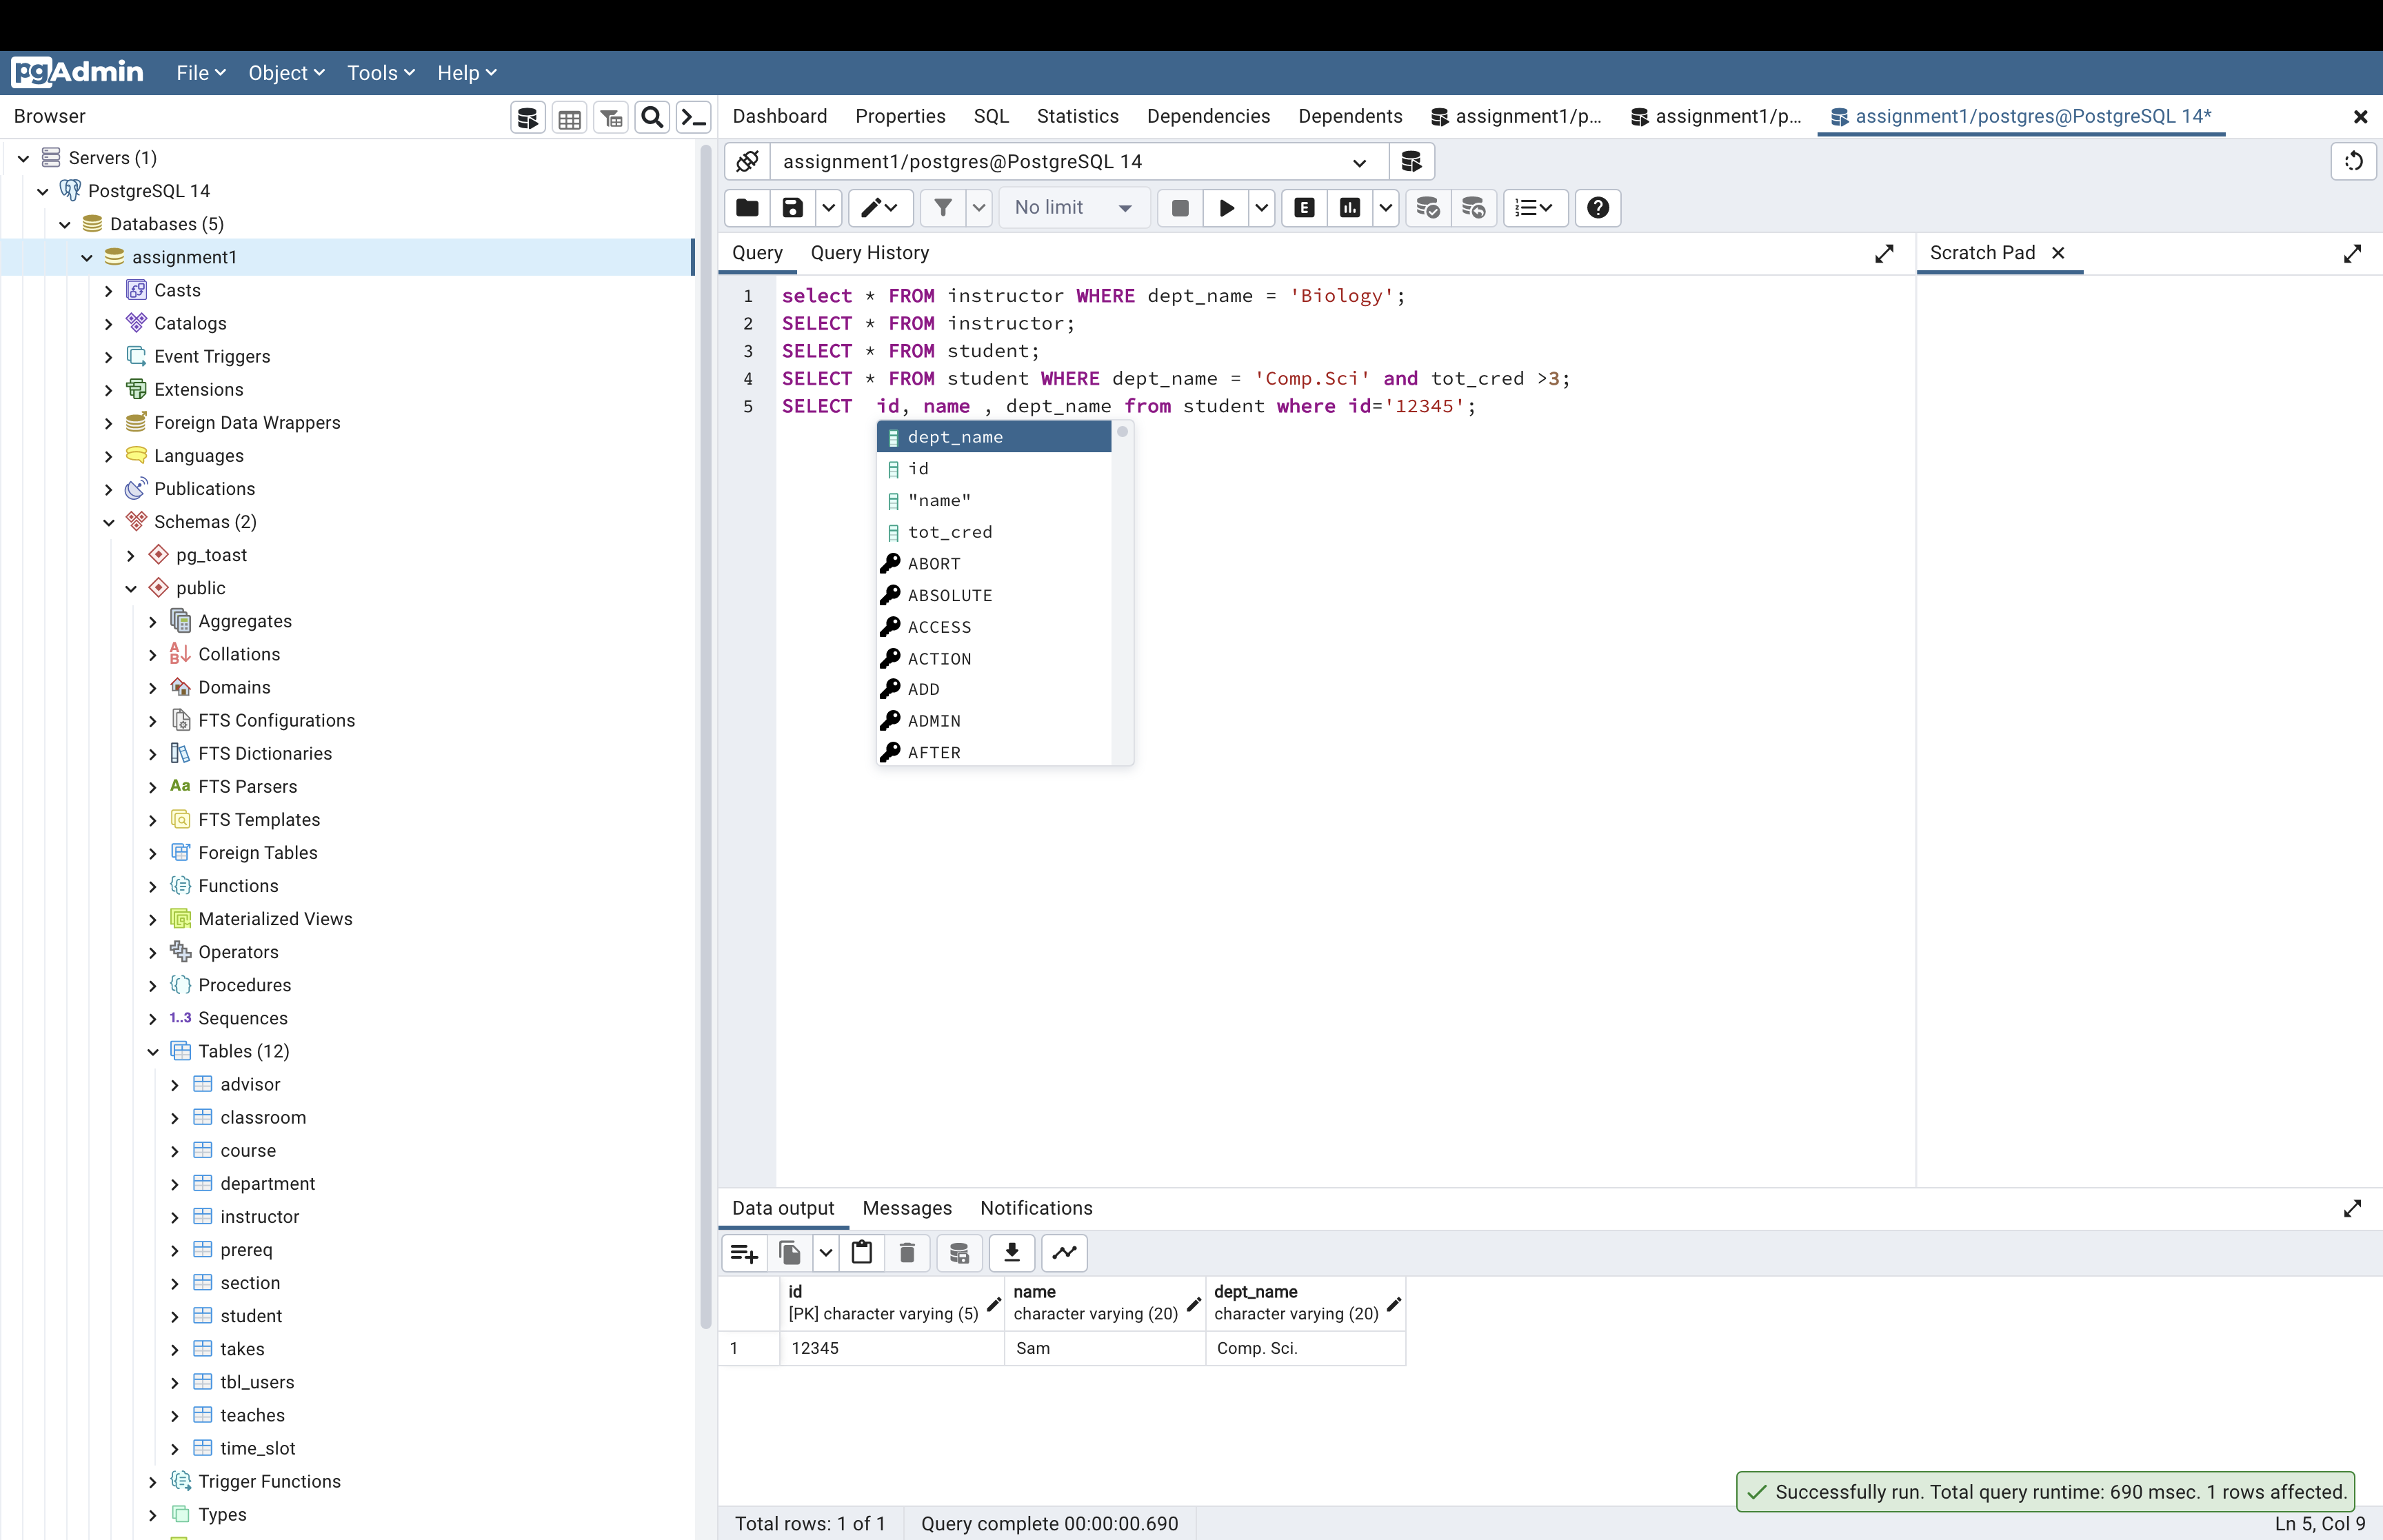 pgAdmin File Object Tools Help
Browser
Dashboard Properties SQL Statistics Dependencies Dependents assignment1/p... assignment1/p... assignment1/postgres@PostgreSQL 14*
Servers (1)
PostgreSQL 14
Databases (5)
assignment1
Casts
Catalogs
Event Triggers
Extensions
Foreign Data Wrappers
Languages
Publications
Schemas (2)
pg_toast
public
Aggregates
Collations
Domains
FTS Configurations
FTS Dictionaries
Aa FTS Parsers
FTS Templates
Foreign Tables
Functions
Materialized Views
Operators
Procedures
1..3 Sequences
Tables (12)
advisor
classroom
course
department
instructor
prereq
section
student
takes
tbl_users
teaches
time_slot
Trigger Functions
Types
assignment1/postgres@PostgreSQL 14
No limit E
Query Query History
Scratch Pad
1 select * FROM instructor WHERE dept_name = 'Biology';
2 SELECT * FROM instructor;
3 SELECT * FROM student;
4 SELECT * FROM student WHERE dept_name = 'Comp.Sci' and tot_cred >3;
5 SELECT  id, name , dept_name from student where id='12345';
dept_name
id
"name"
tot_cred
ABORT
ABSOLUTE
ACCESS
ACTION
ADD
ADMIN
AFTER
Data output Messages Notifications
id name dept_name
[PK] character varying (5) character varying (20) character varying (20)
1 12345 Sam Comp. Sci.
Successfully run. Total query runtime: 690 msec. 1 rows affected.
Total rows: 1 of 1 Query complete 00:00:00.690 Ln 5, Col 9